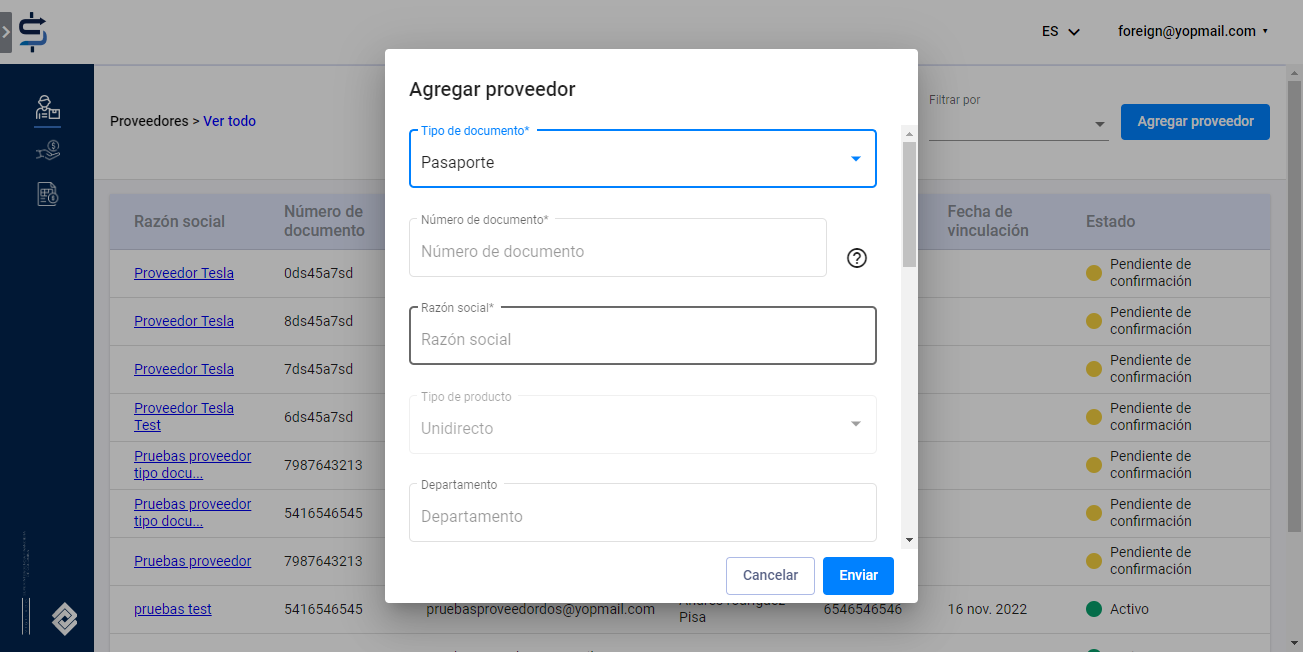 ES
foreign@yopmail.com
Proveedores > Ver todo
Filtrar por
Agregar proveedor
Razón social
Número de
documento
Fecha de
vinculación
Estado
Proveedor Tesla
0ds45a7sd
Pendiente de
confirmación
Proveedor Tesla
8ds45a7sd
Pendiente de
confirmación
Proveedor Tesla
7ds45a7sd
Pendiente de
confirmación
Proveedor Tesla
Test
6ds45a7sd
Pendiente de
confirmación
Pruebas proveedor
tipo docu...
7987643213
Pendiente de
confirmación
Pruebas proveedor
tipo docu...
5416546545
Pendiente de
confirmación
Pruebas proveedor
7987643213
Pendiente de
confirmación
pruebas test
5416546545
pruebasproveedordos@yopmail.com
Andres rodriguez
Pisa
6546546546
16 nov. 2022
Activo
Agregar proveedor
Tipo de documento*
Pasaporte
Número de documento*
Número de documento
Razón social*
Razón social
Tipo de producto
Unidirecto
Departamento
Departamento
Cancelar
Enviar